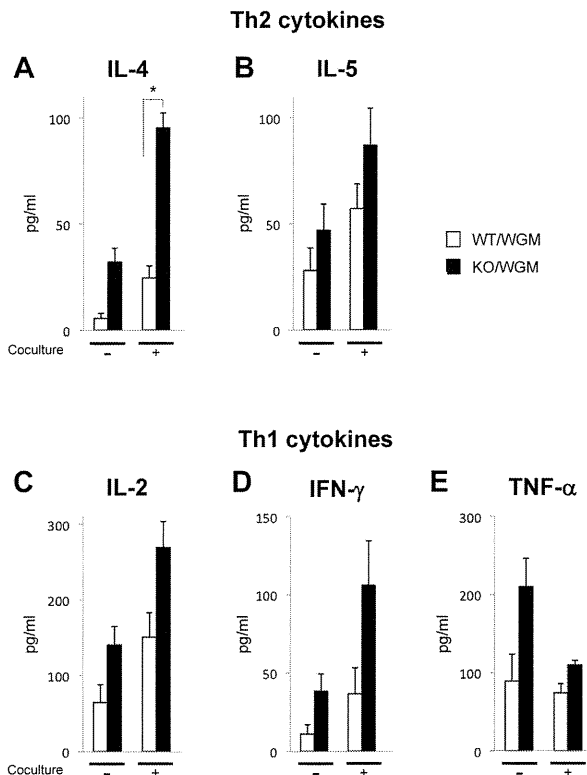 Th2 cytokines
A IL-4
B IL-5
*
100
50
0
pg/ml
100
50
0
pg/ml
WT/WGM
KO/WGM
Coculture - + - +
Th1 cytokines
C IL-2
D IFN-γ
E TNF-α
300
200
100
0
pg/ml
150
100
50
0
pg/ml
300
200
100
0
pg/ml
Coculture - + - + - +